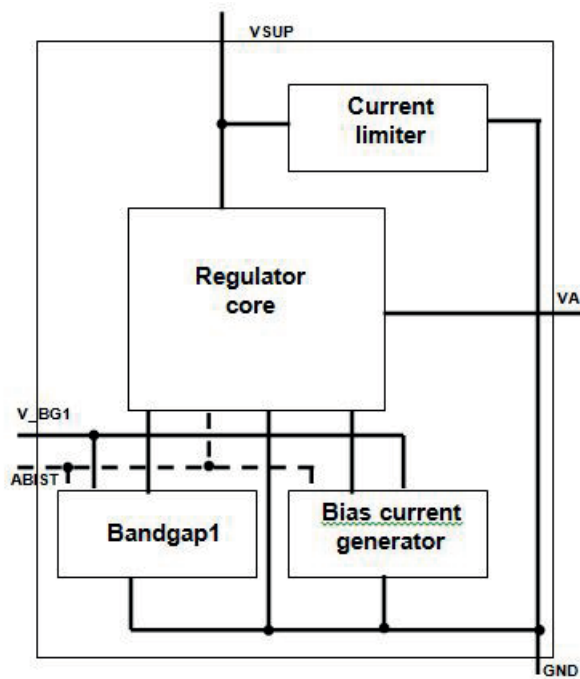 VSUP
Current
limiter
Regulator
core
VA
V_BG1
ABIST
Bandgap1
Bias current
generator
GND